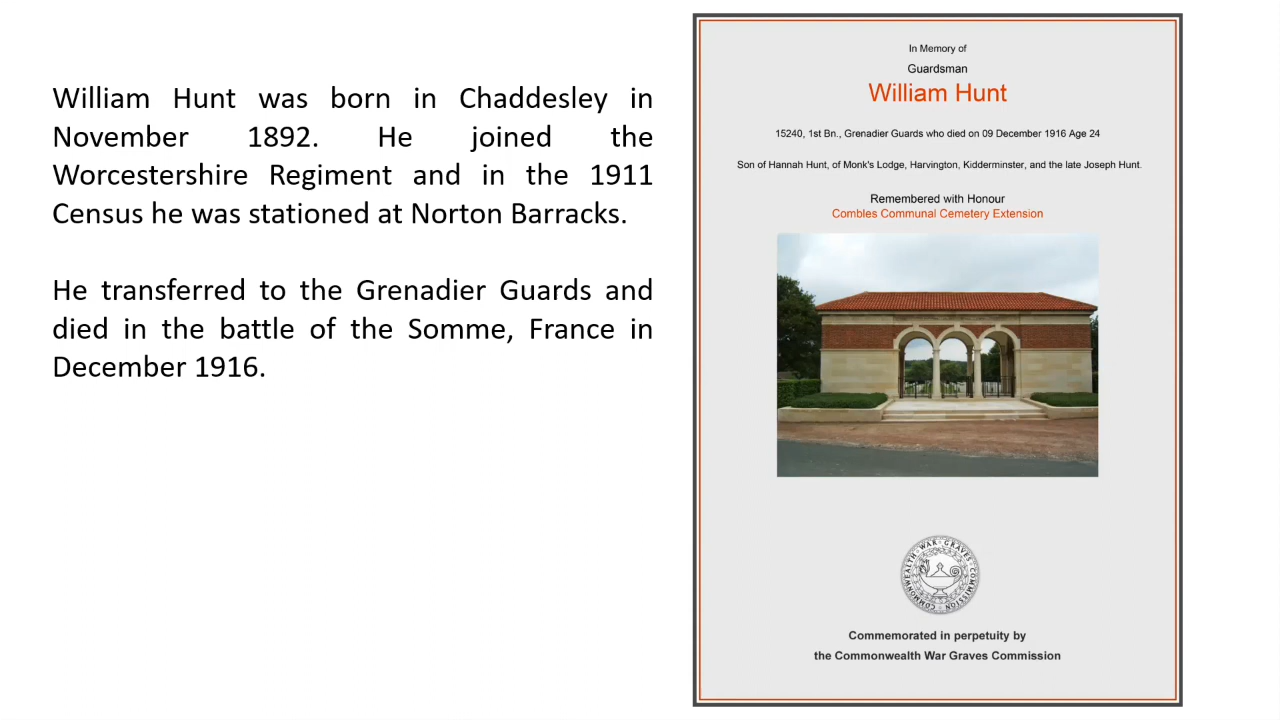 William Hunt was born in Chaddesley in
November 1892. He joined the
Worcestershire Regiment and in the 1911
Census he was stationed at Norton Barracks.
He transferred to the Grenadier Guards and
died in the battle of the Somme, France in
December 1916.
In Memory of
Guardsman
William Hunt
15240, 1st Bn., Grenadier Guards who died on 09 December 1916 Age 24
Son of Hannah Hunt, of Monk's Lodge, Harvington, Kidderminster, and the late Joseph Hunt.
Remembered with Honour
Combles Communal Cemetery Extension
COMMONWEALTH WAR GRAVES COMMISSION
Commemorated in perpetuity by
the Commonwealth War Graves Commission